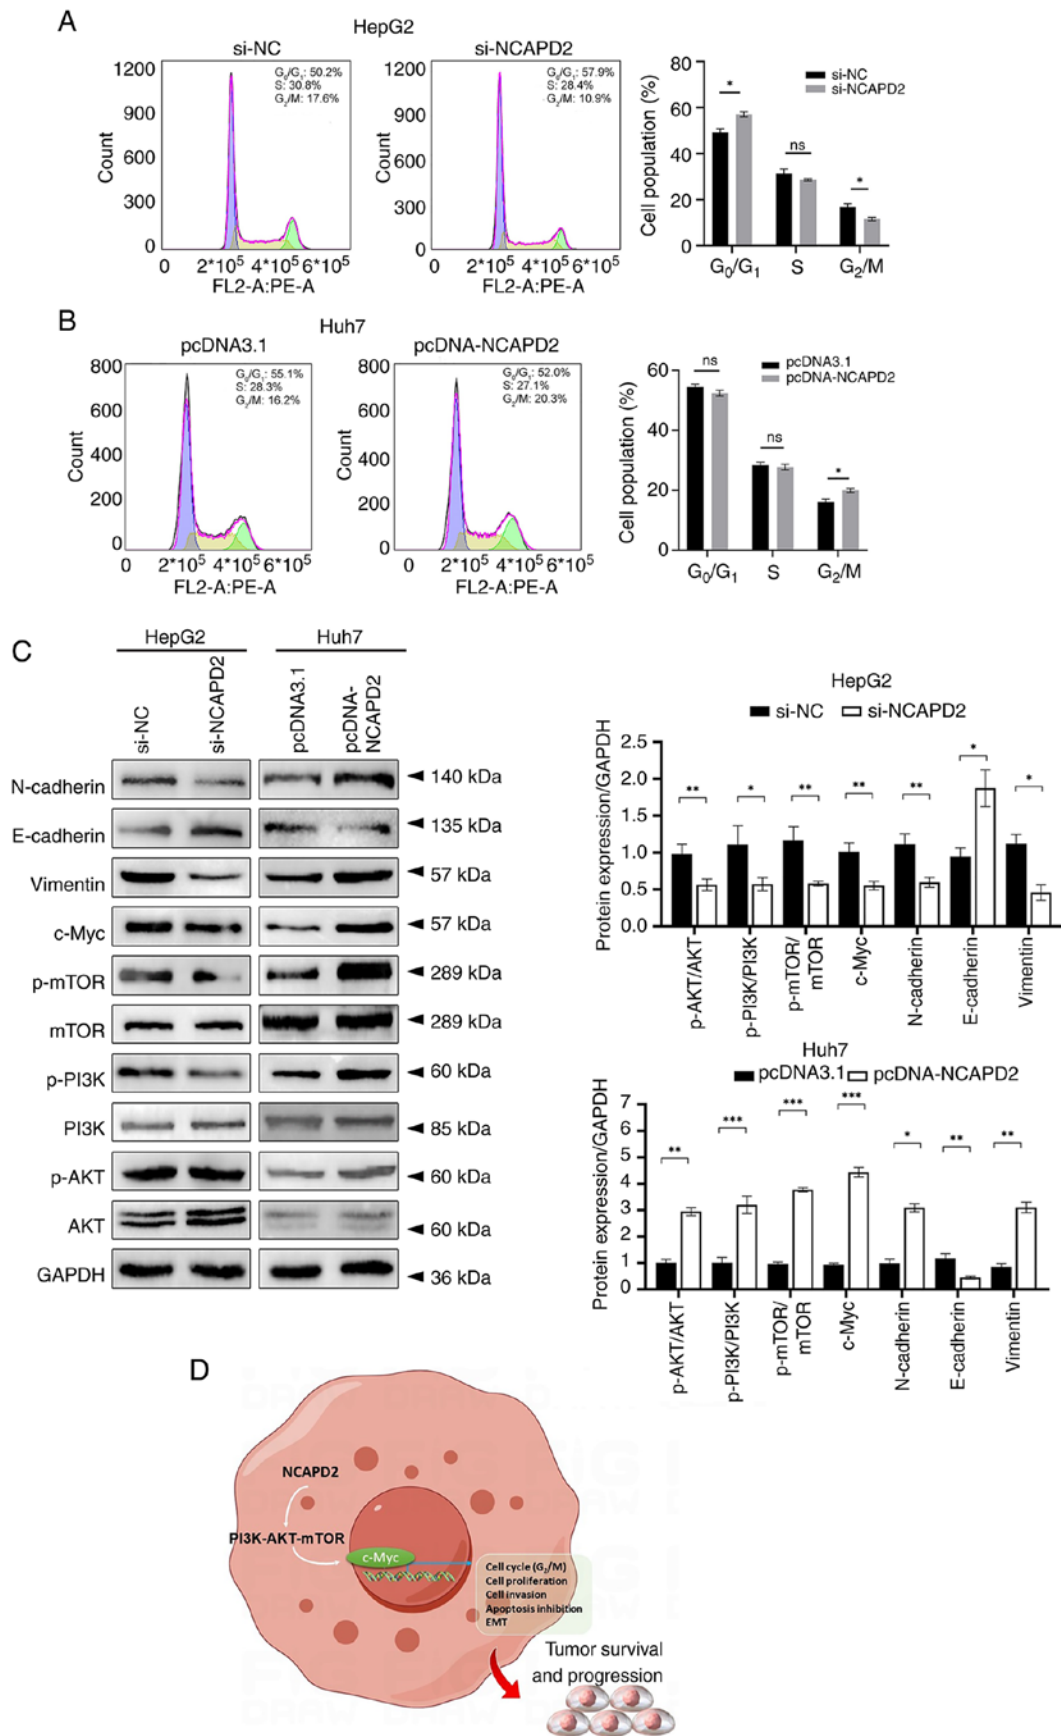 A
HepG2
si-NC
si-NCAPD2
G0/G1: 50.2%
S: 30.8%
G2/M: 17.6%
G0/G1: 57.9%
S: 28.4%
G2/M: 10.9%
1200
900
600
300
0
Count
0 2*10^5 4*10^5 6*10^5
FL2-A:PE-A
1200
900
600
300
0
Count
0 2*10^5 4*10^5 6*10^5
FL2-A:PE-A
si-NC
si-NCAPD2
80
60
40
20
0
Cell population (%)
* ns *
G0/G1 S G2/M
B
Huh7
pcDNA3.1
pcDNA-NCAPD2
G0/G1: 55.1%
S: 28.3%
G2/M: 16.2%
G0/G1: 52.0%
S: 27.1%
G2/M: 20.3%
800
600
400
200
0
Count
0 2*10^5 4*10^5 6*10^5
FL2-A:PE-A
800
600
400
200
0
Count
0 2*10^5 4*10^5 6*10^5
FL2-A:PE-A
pcDNA3.1
pcDNA-NCAPD2
60
40
20
0
Cell population (%)
ns ns *
G0/G1 S G2/M
C
HepG2 Huh7
si-NC
si-NCAPD2
pcDNA3.1
pcDNA-
NCAPD2
N-cadherin 140 kDa
E-cadherin 135 kDa
Vimentin 57 kDa
c-Myc 57 kDa
p-mTOR 289 kDa
mTOR 289 kDa
p-PI3K 60 kDa
PI3K 85 kDa
p-AKT 60 kDa
AKT 60 kDa
GAPDH 36 kDa
HepG2
si-NC si-NCAPD2
2.5
2.0
1.5
1.0
0.5
0.0
Protein expression/GAPDH
** * ** ** ** * *
p-AKT/AKT
p-PI3K/PI3K
p-mTOR/
mTOR
c-Myc
N-cadherin
E-cadherin
Vimentin
Huh7
pcDNA3.1 pcDNA-NCAPD2
7
6
5
4
3
2
1
0
Protein expression/GAPDH
** *** *** *** * ** **
p-AKT/AKT
p-PI3K/PI3K
p-mTOR/
mTOR
c-Myc
N-cadherin
E-cadherin
Vimentin
D
NCAPD2
PI3K-AKT-mTOR
c-Myc
Cell cycle (G2/M)
Cell proliferation
Cell invasion
Apoptosis inhibition
EMT
Tumor survival
and progression